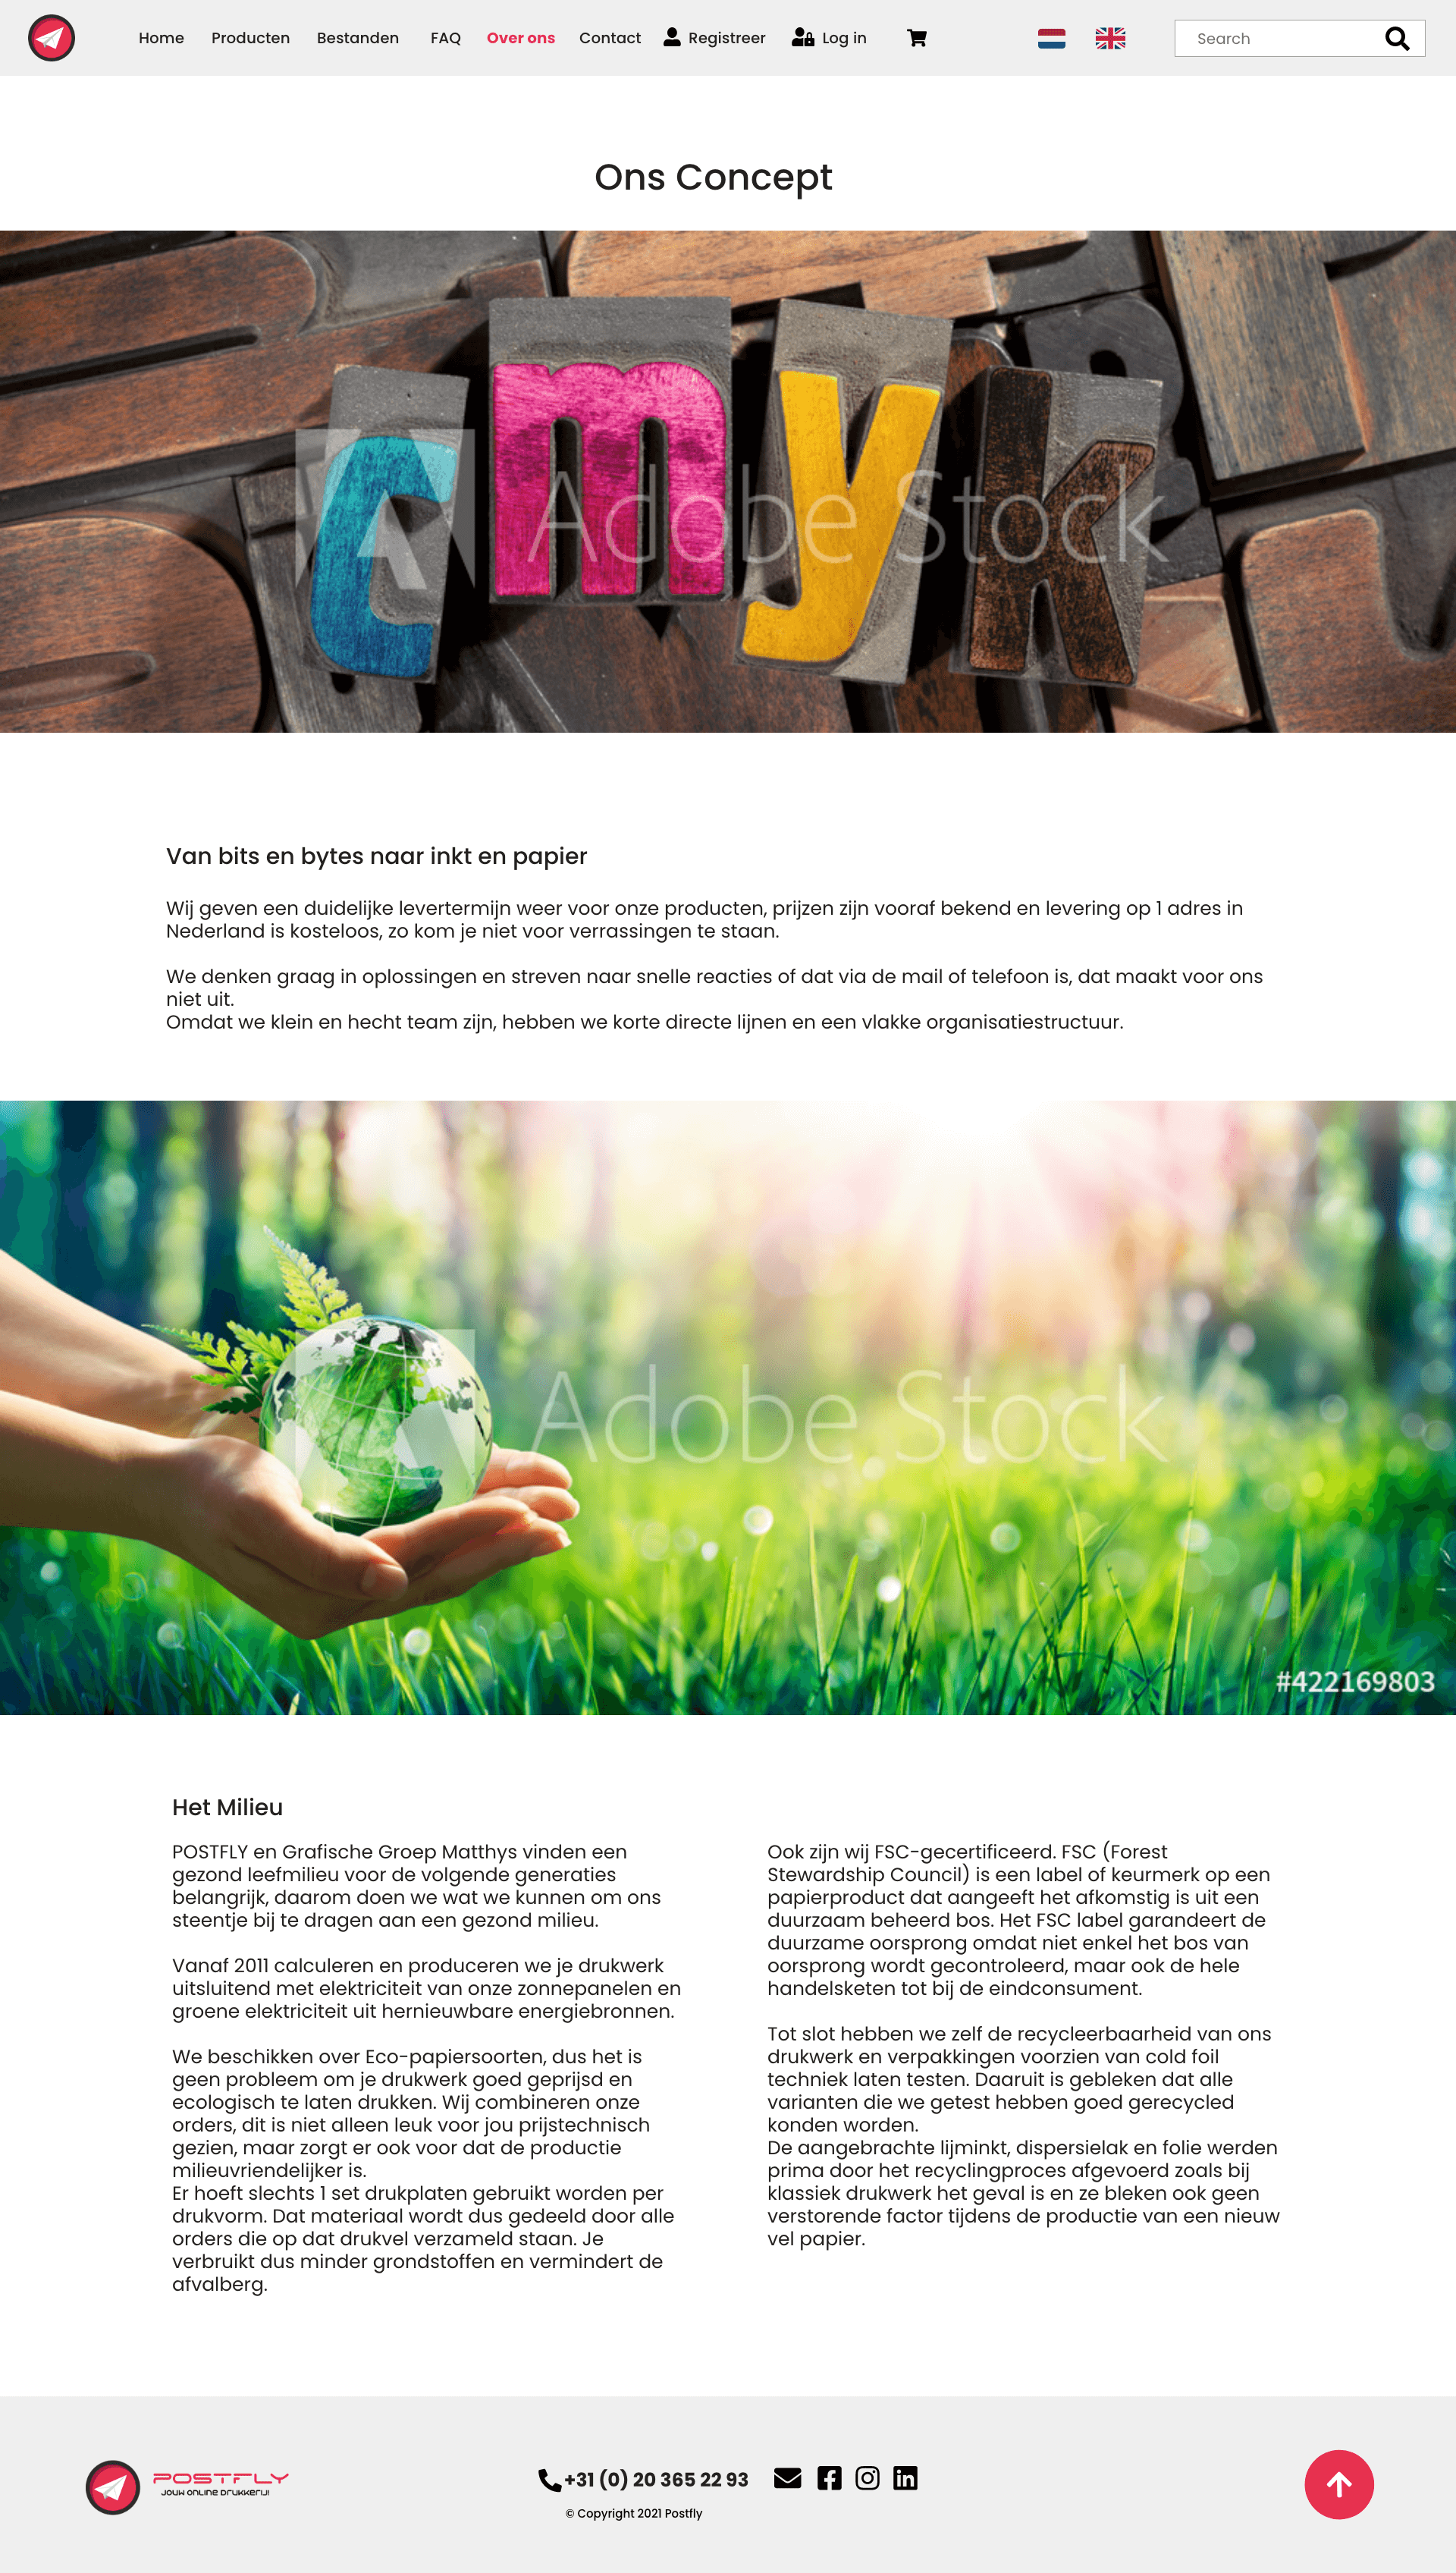 Home Producten Bestanden FAQ Over ons Contact Registreer Log in Search
Ons Concept
cmyk
Adobe Stock
Van bits en bytes naar inkt en papier
Wij geven een duidelijke levertermijn weer voor onze producten, prijzen zijn vooraf bekend en levering op 1 adres in
Nederland is kosteloos, zo kom je niet voor verrassingen te staan.
We denken graag in oplossingen en streven naar snelle reacties of dat via de mail of telefoon is, dat maakt voor ons
niet uit.
Omdat we klein en hecht team zijn, hebben we korte directe lijnen en een vlakke organisatiestructuur.
Adobe Stock
#422169803
Het Milieu
POSTFLY en Grafische Groep Matthys vinden een
gezond leefmilieu voor de volgende generaties
belangrijk, daarom doen we wat we kunnen om ons
steentje bij te dragen aan een gezond milieu.
Vanaf 2011 calculeren en produceren we je drukwerk
uitsluitend met elektriciteit van onze zonnepanelen en
groene elektriciteit uit hernieuwbare energiebronnen.
We beschikken over Eco-papiersoorten, dus het is
geen probleem om je drukwerk goed geprijsd en
ecologisch te laten drukken. Wij combineren onze
orders, dit is niet alleen leuk voor jou prijstechnisch
gezien, maar zorgt er ook voor dat de productie
milieuvriendelijker is.
Er hoeft slechts 1 set drukplaten gebruikt worden per
drukvorm. Dat materiaal wordt dus gedeeld door alle
orders die op dat drukvel verzameld staan. Je
verbruikt dus minder grondstoffen en vermindert de
afvalberg.
Ook zijn wij FSC-gecertificeerd. FSC (Forest
Stewardship Council) is een label of keurmerk op een
papierproduct dat aangeeft het afkomstig is uit een
duurzaam beheerd bos. Het FSC label garandeert de
duurzame oorsprong omdat niet enkel het bos van
oorsprong wordt gecontroleerd, maar ook de hele
handelsketen tot bij de eindconsument.
Tot slot hebben we zelf de recycleerbaarheid van ons
drukwerk en verpakkingen voorzien van cold foil
techniek laten testen. Daaruit is gebleken dat alle
varianten die we getest hebben goed gerecycled
konden worden.
De aangebrachte lijminkt, dispersielak en folie werden
prima door het recyclingproces afgevoerd zoals bij
klassiek drukwerk het geval is en ze bleken ook geen
verstorende factor tijdens de productie van een nieuw
vel papier.
POSTFLY
JOUW ONLINE DRUKKERIJ!
+31 (0) 20 365 22 93
© Copyright 2021 Postfly